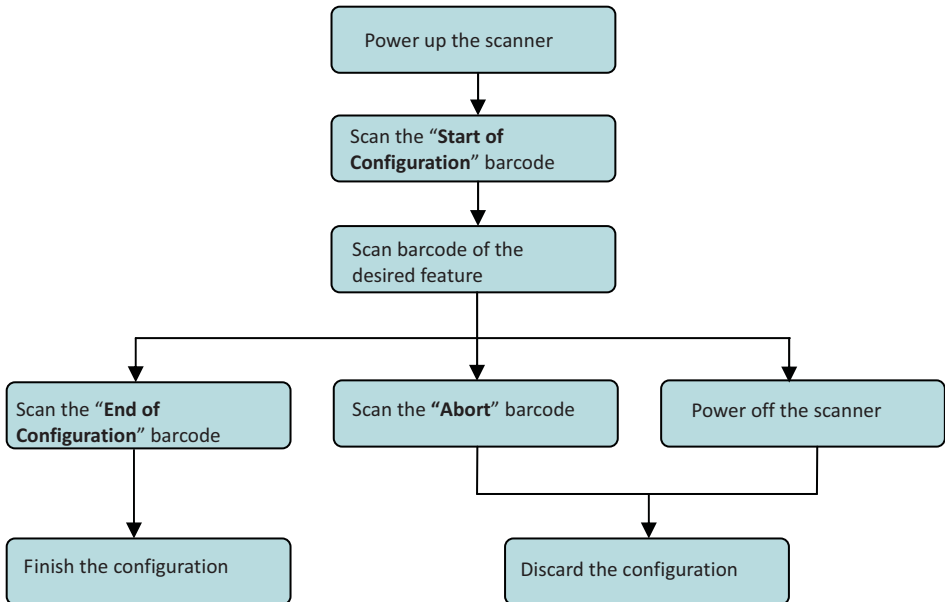 Power up the scanner
Scan the “Start of
Configuration” barcode
Scan barcode of the
desired feature
Scan the “End of
Configuration” barcode
Scan the “Abort” barcode
Power off the scanner
Finish the configuration
Discard the configuration